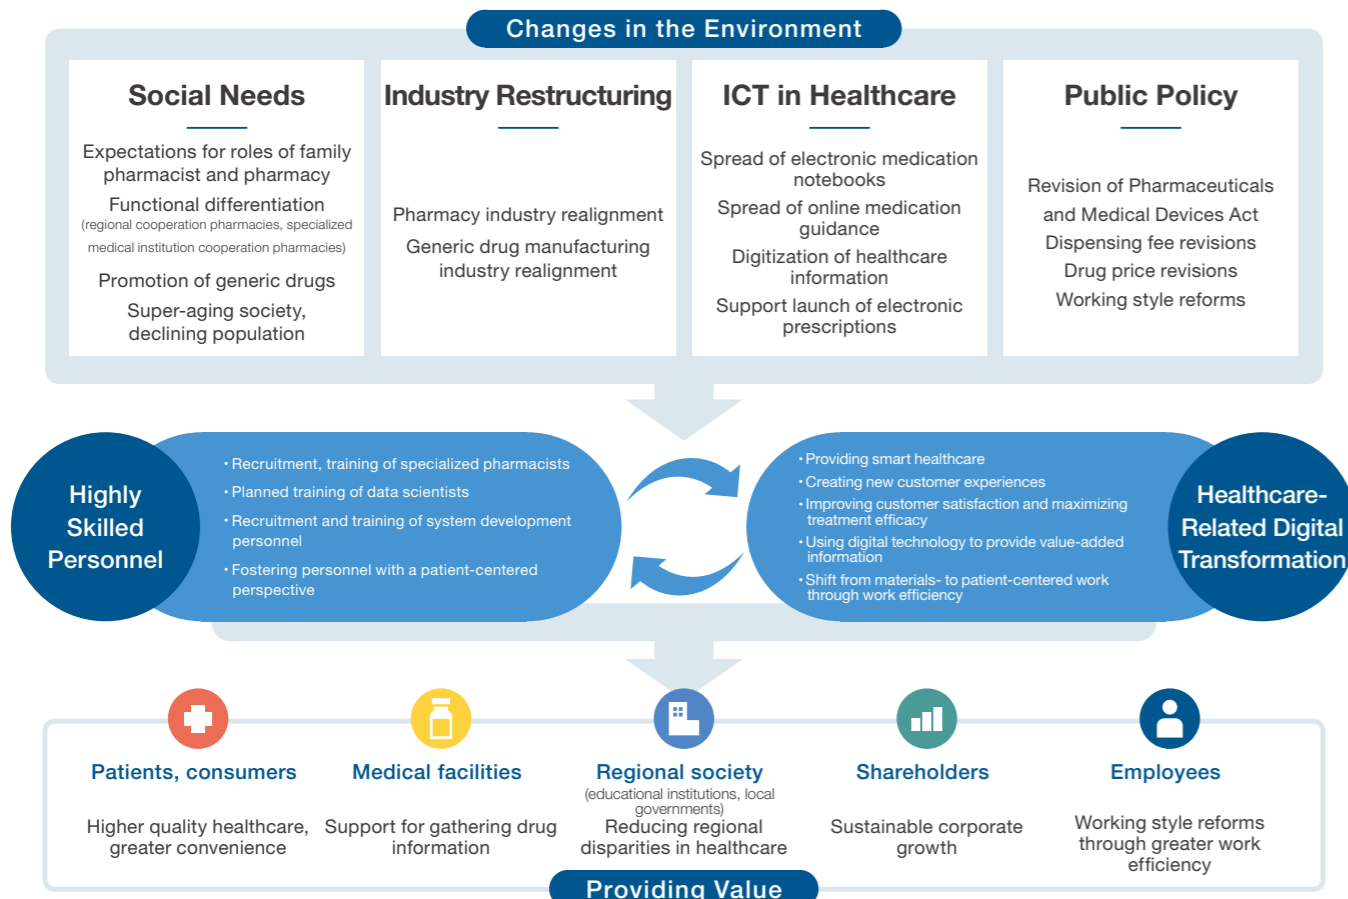 Changes in the Environment
Social Needs
Expectations for roles of family
pharmacist and pharmacy
Functional differentiation
(regional cooperation pharmacies, specialized
medical institution cooperation pharmacies)
Promotion of generic drugs
Super-aging society,
declining population
Industry Restructuring
Pharmacy industry realignment
Generic drug manufacturing
industry realignment
ICT in Healthcare
Spread of electronic medication
notebooks
Spread of online medication
guidance
Digitization of healthcare
information
Support launch of electronic
prescriptions
Public Policy
Revision of Pharmaceuticals
and Medical Devices Act
Dispensing fee revisions
Drug price revisions
Working style reforms
Highly
Skilled
Personnel
・Recruitment, training of specialized pharmacists
・Planned training of data scientists
・Recruitment and training of system development
personnel
・Fostering personnel with a patient-centered
perspective
・Providing smart healthcare
・Creating new customer experiences
・Improving customer satisfaction and maximizing
treatment efficacy
・Using digital technology to provide value-added
information
・Shift from materials- to patient-centered work
through work efficiency
Healthcare-
Related Digital
Transformation
Patients, consumers
Higher quality healthcare,
greater convenience
Medical facilities
Support for gathering drug
information
Regional society
(educational institutions, local
governments)
Reducing regional
disparities in healthcare
Shareholders
Sustainable corporate
growth
Employees
Working style reforms
through greater work
efficiency
Providing Value